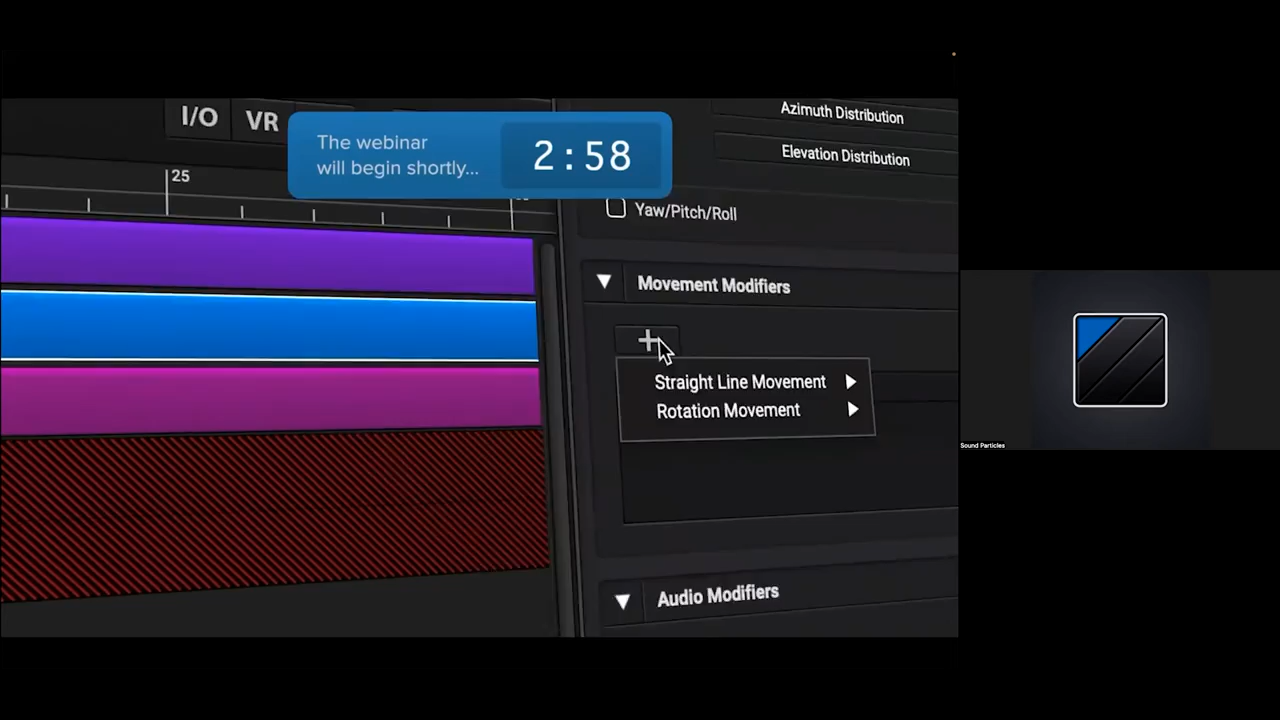 I/O
VR
The webinar
will begin shortly...
2:58
25
Azimuth Distribution
Elevation Distribution
Yaw/Pitch/Roll
Movement Modifiers
+
Straight Line Movement
Rotation Movement
Audio Modifiers
Sound Particles